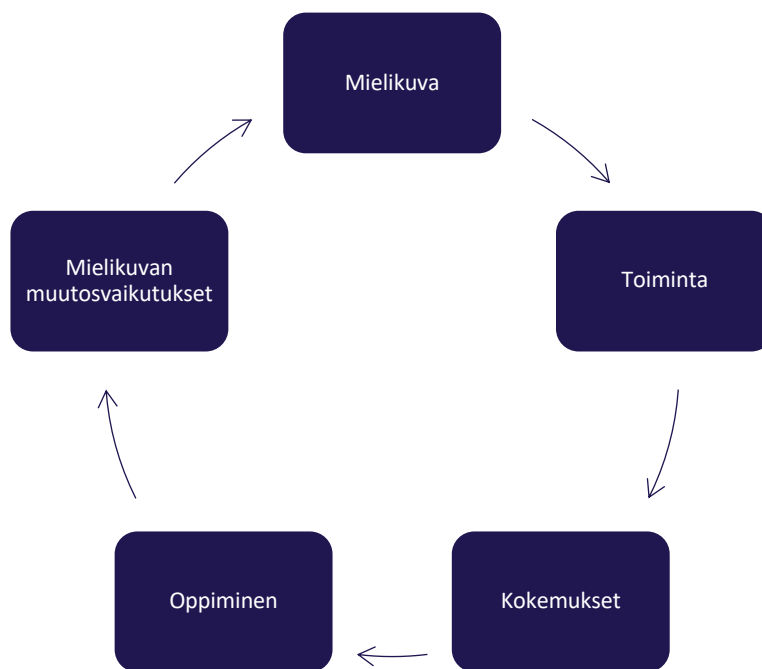 Mielikuva
Toiminta
Kokemukset
Oppiminen
Mielikuvan
muutosvaikutukset